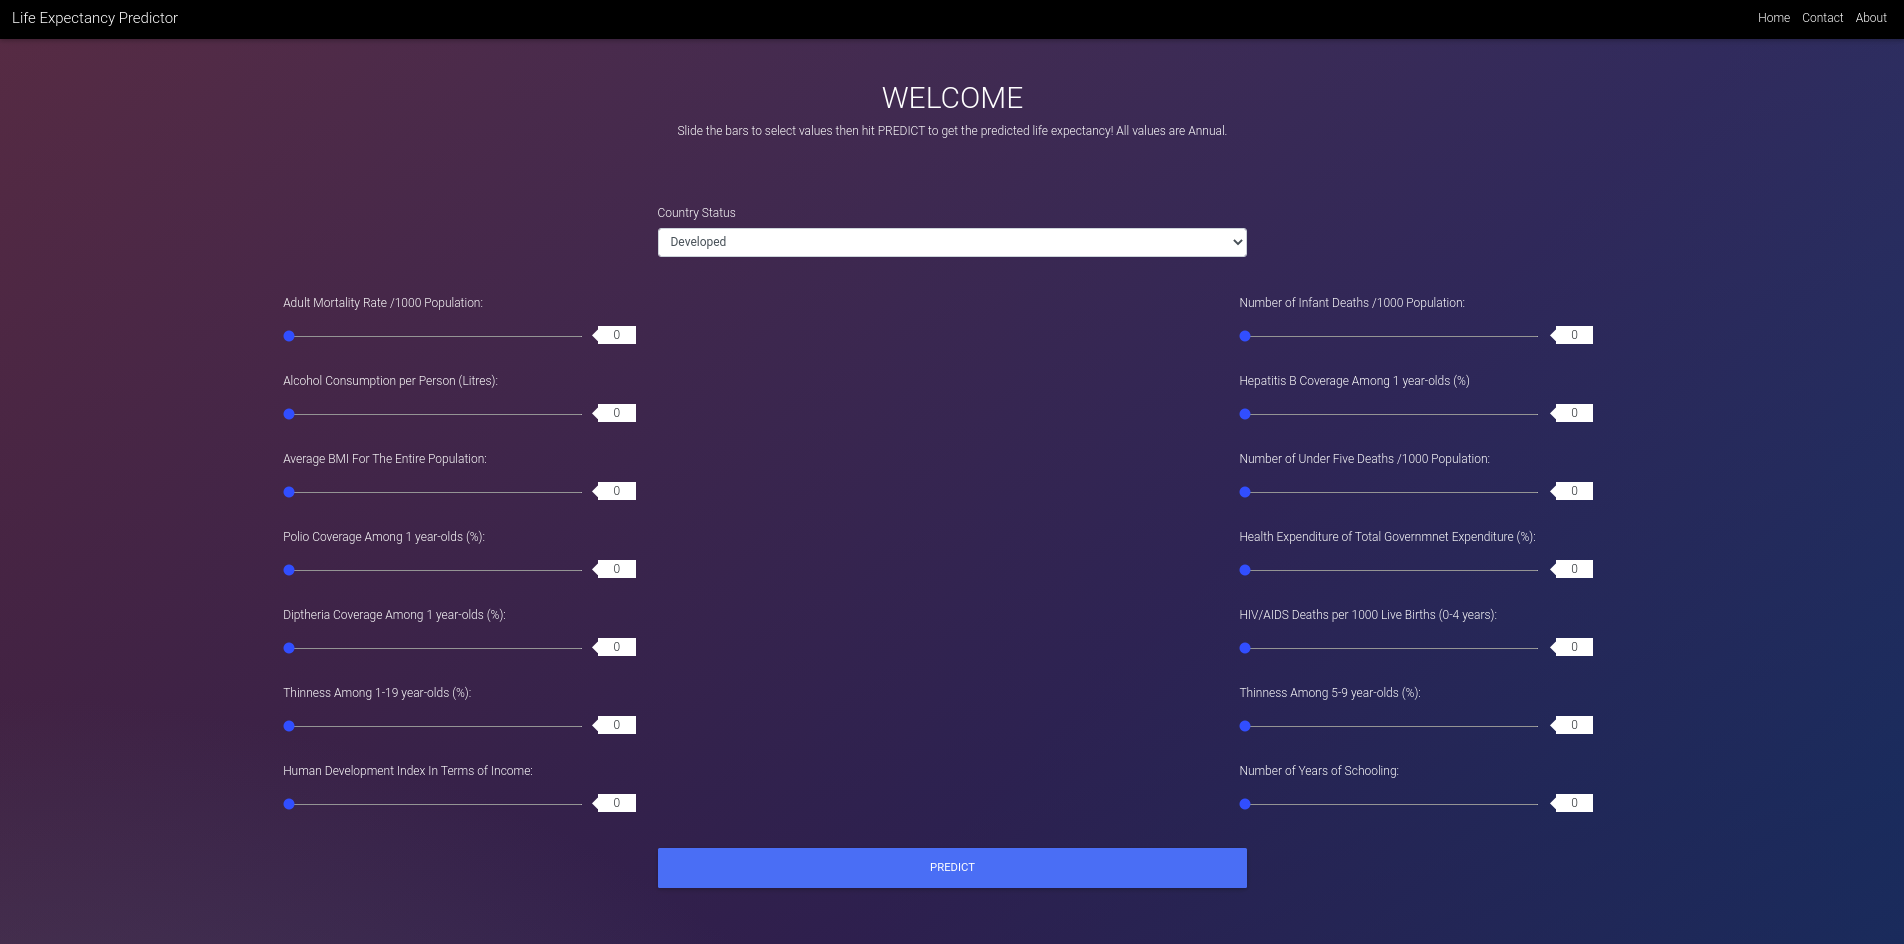 Life Expectancy Predictor
Home Contact About
WELCOME
Slide the bars to select values then hit PREDICT to get the predicted life expectancy! All values are Annual.
Country Status
Developed
Adult Mortality Rate /1000 Population:
0
Number of Infant Deaths /1000 Population:
0
Alcohol Consumption per Person (Litres):
0
Hepatitis B Coverage Among 1 year-olds (%)
0
Average BMI For The Entire Population:
0
Number of Under Five Deaths /1000 Population:
0
Polio Coverage Among 1 year-olds (%):
0
Health Expenditure of Total Governmnet Expenditure (%):
0
Diptheria Coverage Among 1 year-olds (%):
0
HIV/AIDS Deaths per 1000 Live Births (0-4 years):
0
Thinness Among 1-19 year-olds (%):
0
Thinness Among 5-9 year-olds (%):
0
Human Development Index In Terms of Income:
0
Number of Years of Schooling:
0
PREDICT